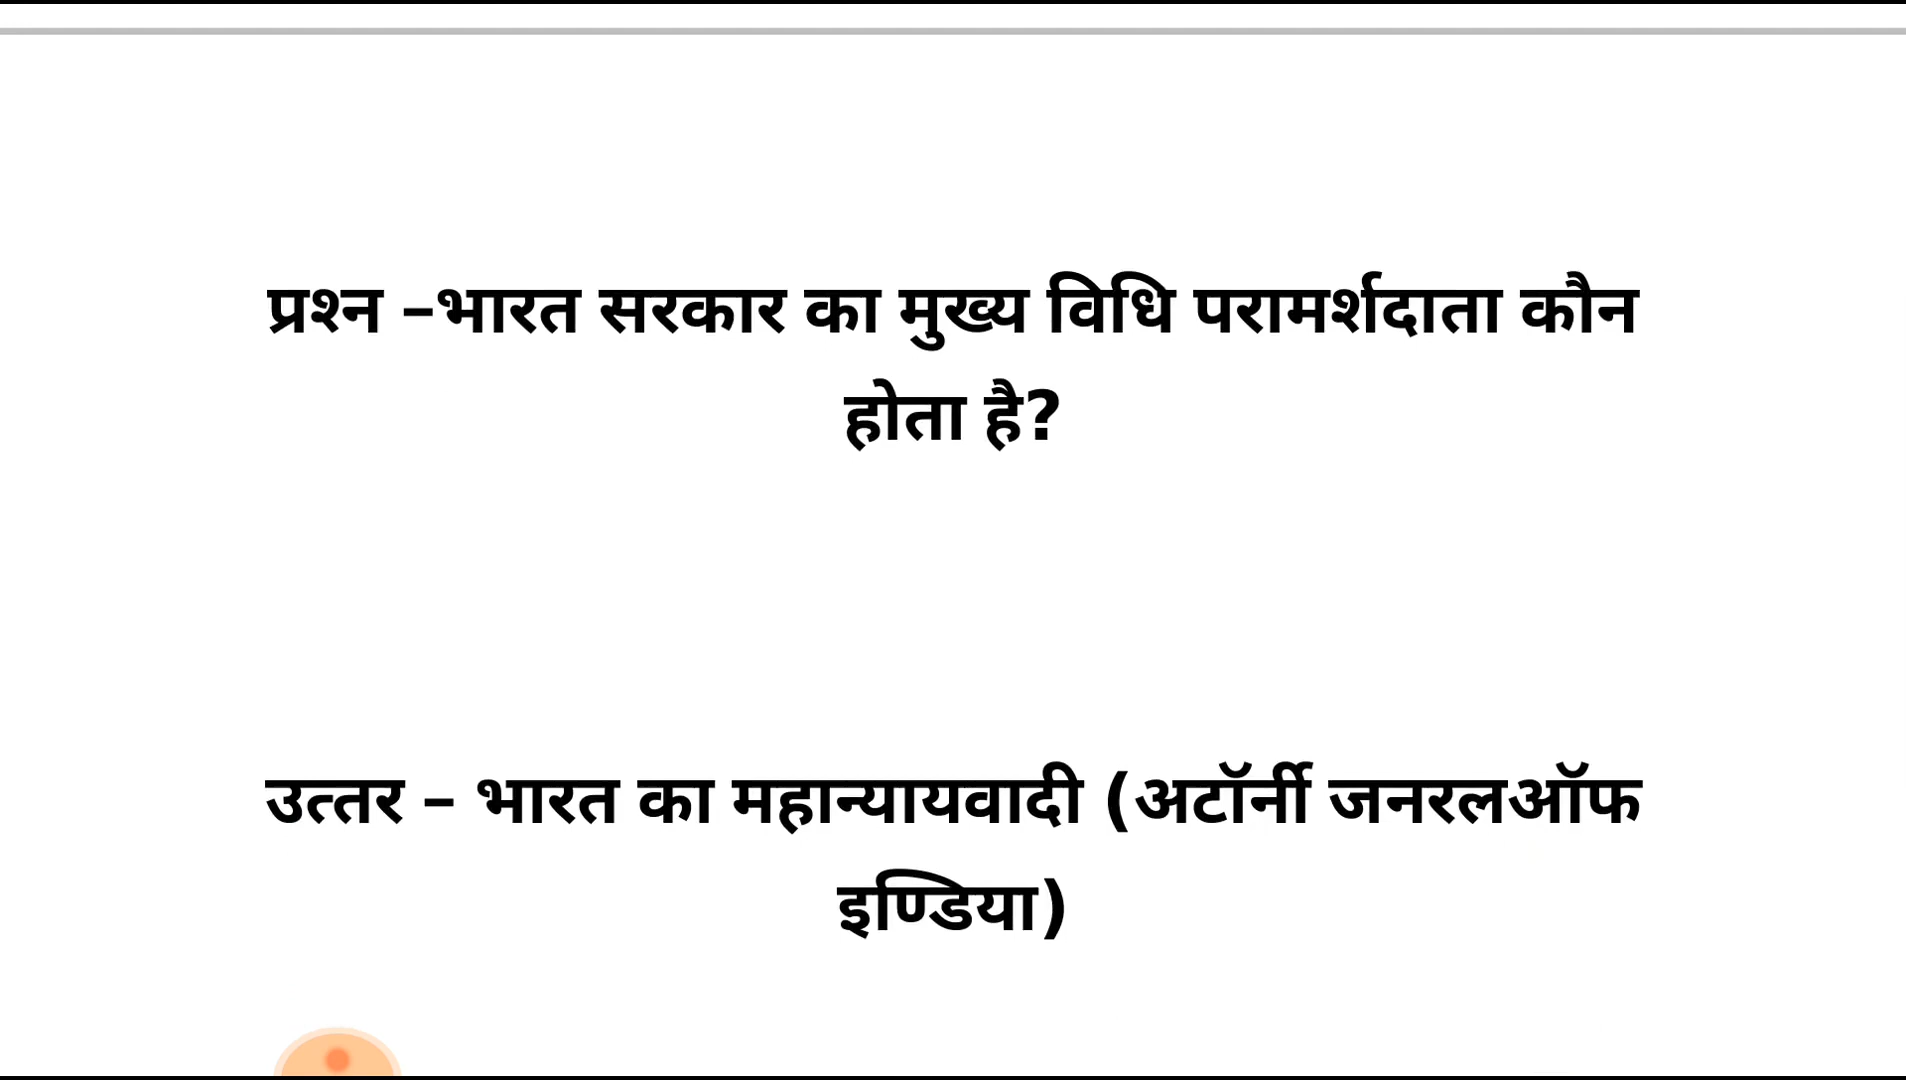 प्रश्न –भारत सरकार का मुख्य विधि परामर्शदाता कौन
होता है?
उत्तर – भारत का महान्यायवादी (अटॉर्नी जनरलऑफ
इण्डिया)